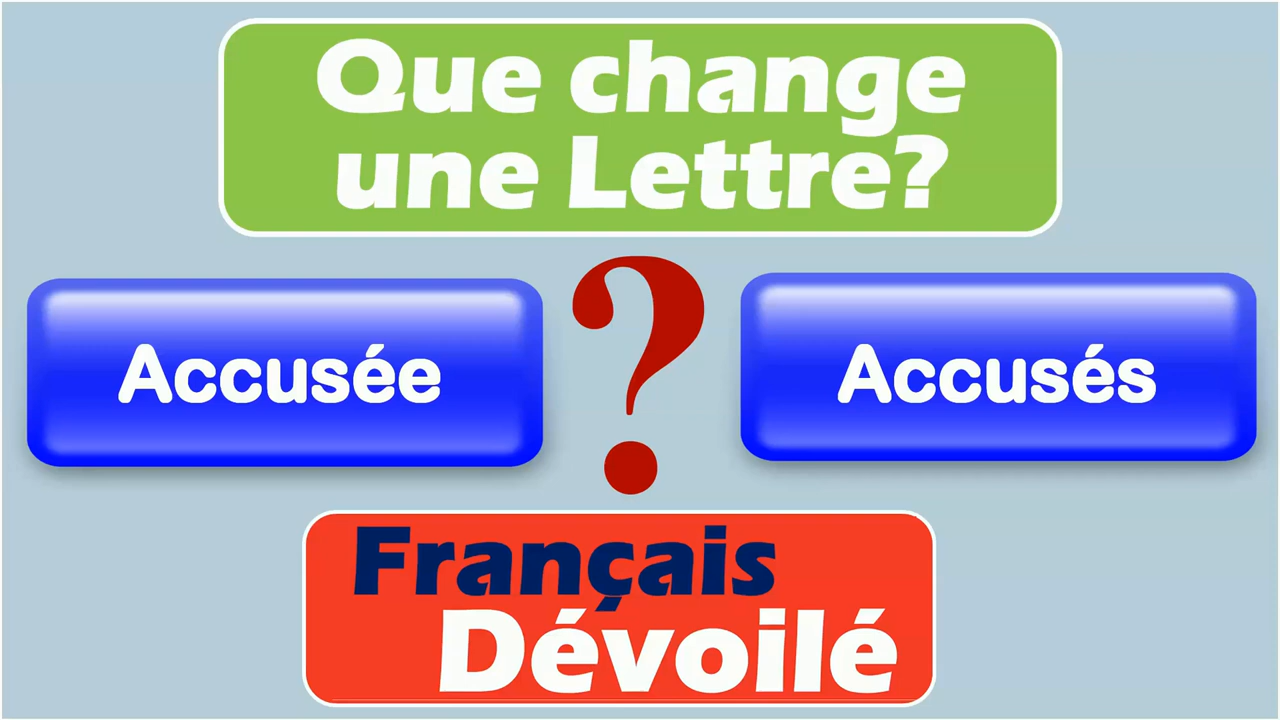 Que change
une Lettre?
Accusée
?
Accusés
Français
Dévoilé